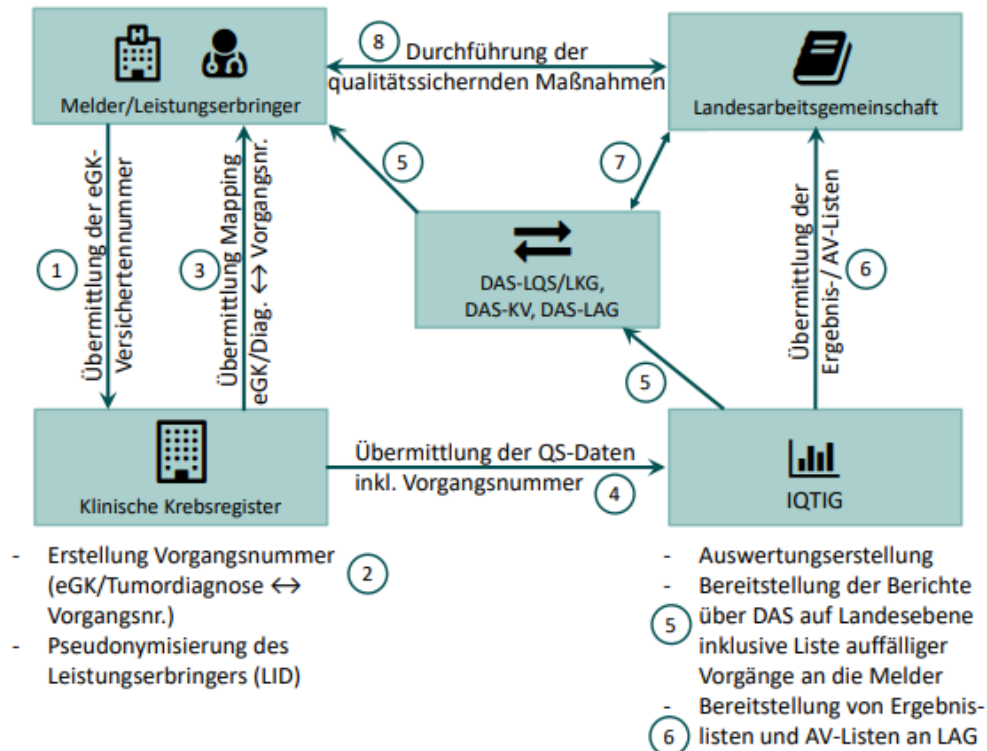 8
Durchführung der
qualitätssichernden Maßnahmen
Melder/Leistungserbringer
Landesarbeitsgemeinschaft
1
Übermittlung der eGK-
Versichertennummer
3
Übermittlung Mapping
eGK/Diag. ↔ Vorgangsnr.
5
7
DAS-LQS/LKG,
DAS-KV, DAS-LAG
Übermittlung der
Ergebnis-/ AV-Listen
6
5
Klinische Krebsregister
Übermittlung der QS-Daten
inkl. Vorgangsnummer
4
IQTIG
- Erstellung Vorgangsnummer
(eGK/Tumordiagnose ↔
Vorgangsnr.)
2
- Pseudonymisierung des
Leistungserbringers (LID)
- Auswertungserstellung
- Bereitstellung der Berichte
5 über DAS auf Landesebene
inklusive Liste auffälliger
Vorgänge an die Melder
- Bereitstellung von Ergebnis-
6 listen und AV-Listen an LAG